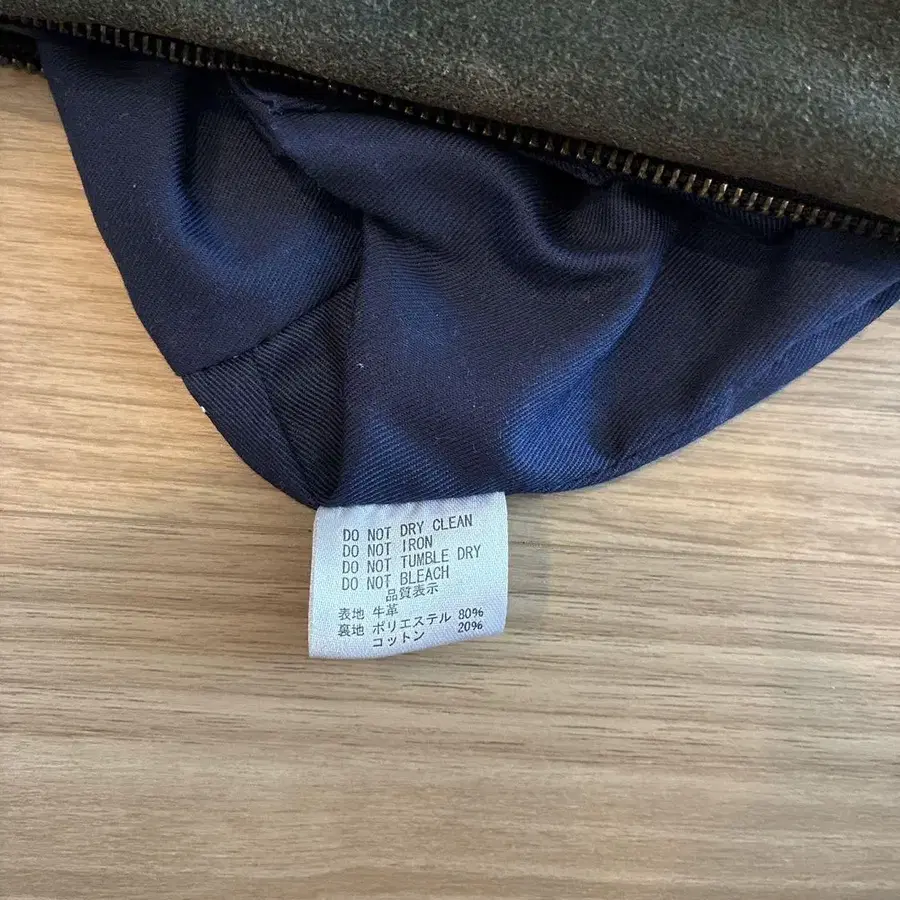 DO NOT DRY CLEAN
DO NOT IRON
DO NOT TUMBLE DRY
DO NOT BLEACH
品質表示
表地 牛革
裏地 ポリエステル 80%
コットン 20%